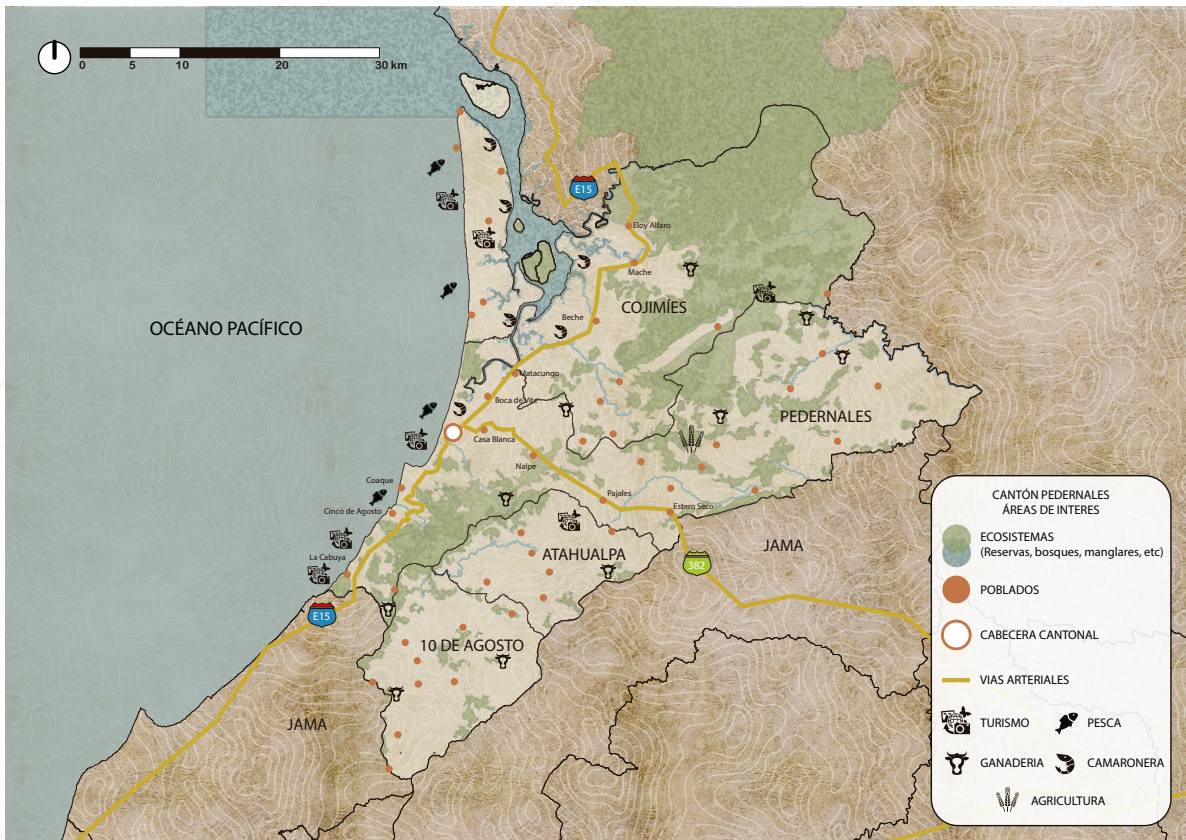 0 5 10 20 30 km
E15
Eloy Alfaro
Mache
COJIMÍES
OCÉANO PACÍFICO
Beche
Matacungo
Boca de Vite
PEDERNALES
Casa Blanca
Nalpe
Coaque
Pajales
Cinco de Agosto
Estero Seco
ATAHUALPA
JAMA
La Cabuya
382
E15
10 DE AGOSTO
JAMA
CANTÓN PEDERNALES
ÁREAS DE INTERES
ECOSISTEMAS
(Reservas, bosques, manglares, etc)
POBLADOS
CABECERA CANTONAL
VIAS ARTERIALES
TURISMO PESCA
GANADERIA CAMARONERA
AGRICULTURA